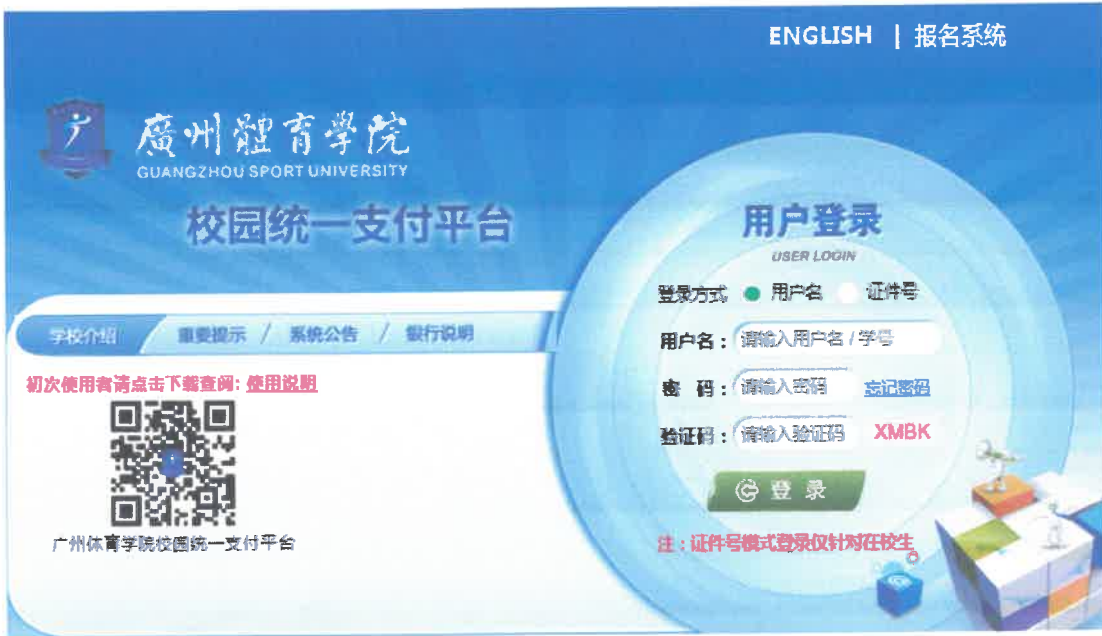 ENGLISH | 报名系统
廣州體育学院
GUANGZHOU SPORT UNIVERSITY
校园统一支付平台
学校介绍 / 重要提示 / 系统公告 / 银行说明
初次使用者请点击下载查阅: 使用说明
广州体育学院校园统一支付平台
用户登录
USER LOGIN
登录方式 用户名 证件号
用户名： 请输入用户名 / 学号
密 码： 请输入密码 忘记密码
验证码： 请输入验证码 XMBK
登 录
注：证件号模式登录仅针对在校生